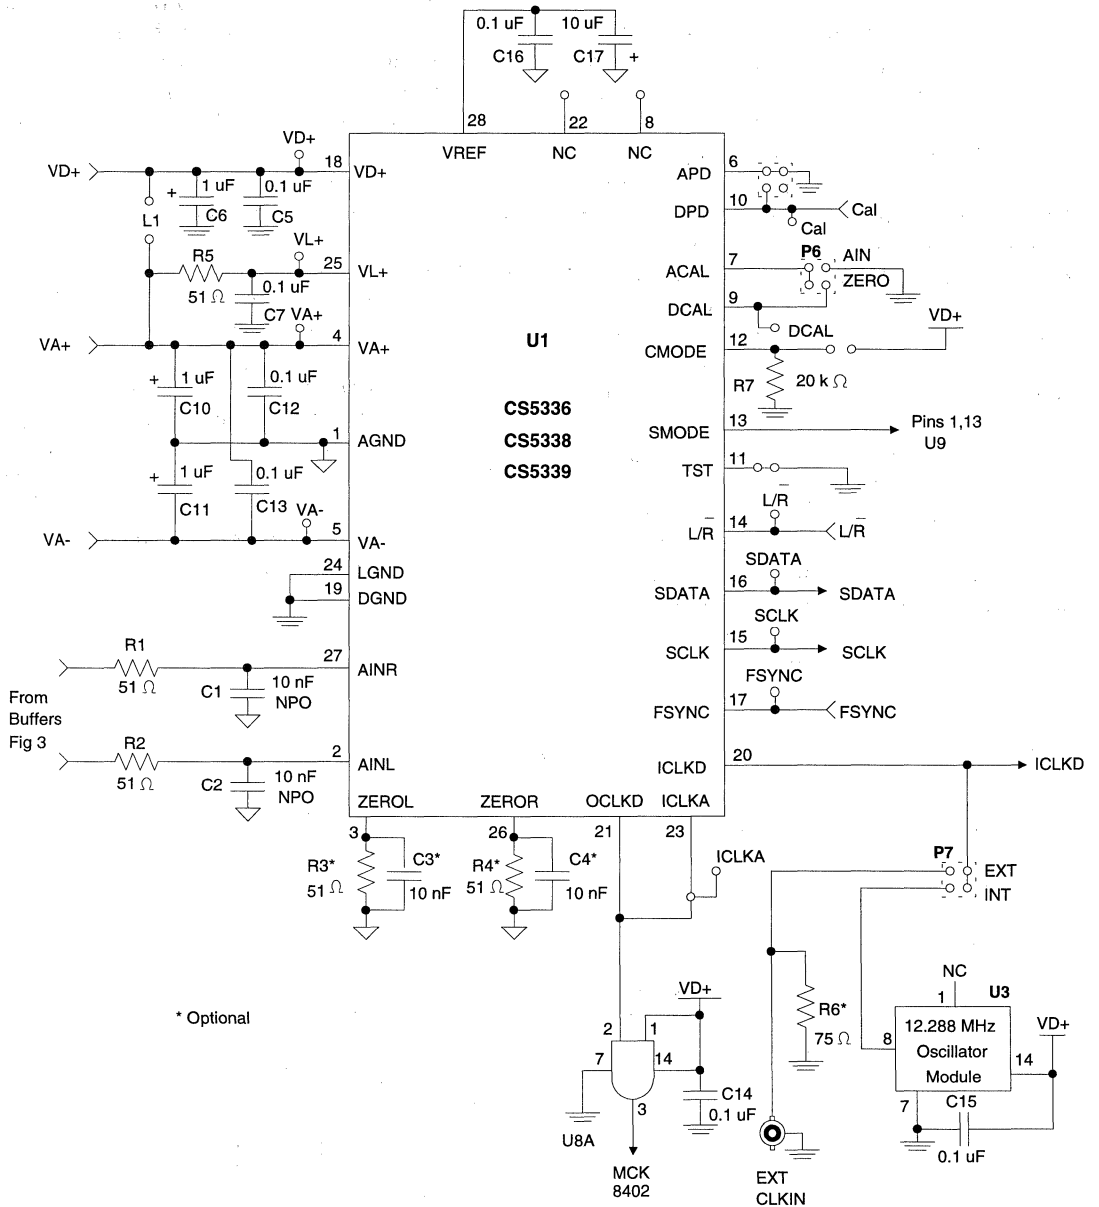 0.1 uF
10 uF
C16
C17
+
28
22
8
VREF
NC
NC
VD+
VD+
18
VD+
+
1 uF
0.1 uF
C6
C5
L1
VL+
R5
25
VL+
51 Ω
0.1 uF
C7
VA+
VA+
4
VA+
+
1 uF
0.1 uF
C10
C12
1
AGND
+
1 uF
0.1 uF
C11
C13
VA-
VA-
5
VA-
24
LGND
19
DGND
R1
27
AINR
51 Ω
C1
10 nF
NPO
From
Buffers
Fig 3
R2
2
AINL
51 Ω
C2
10 nF
NPO
U1
CS5336
CS5338
CS5339
APD
6
DPD
10
Cal
Cal
P6
AIN
ACAL
7
ZERO
DCAL
9
DCAL
VD+
CMODE
12
R7
20 k Ω
SMODE
13
Pins 1,13
U9
TST
11
L/R̅
L/R̅
14
L/R̅
SDATA
SDATA
16
SDATA
SCLK
SCLK
15
SCLK
FSYNC
FSYNC
17
FSYNC
ICLKD
20
ICLKD
ZEROL
ZEROR
OCLKD
ICLKA
3
26
21
23
R3*
51 Ω
C3*
10 nF
R4*
51 Ω
C4*
10 nF
ICLKA
P7
EXT
INT
* Optional
VD+
2
1
7
14
3
C14
0.1 uF
U8A
MCK
8402
R6*
75 Ω
EXT
CLKIN
NC
1
U3
12.288 MHz
Oscillator
Module
8
14
VD+
7
C15
0.1 uF